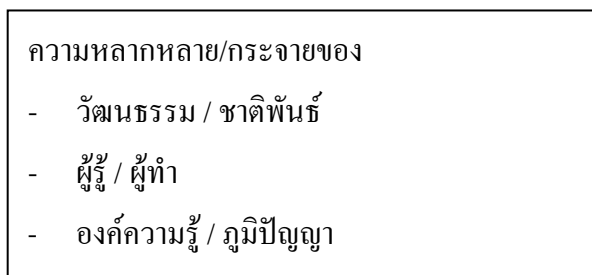 ความหลากหลาย/กระจายของ
- วัฒนธรรม / ชาติพันธ์
- ผู้รู้ / ผู้ทำ
- องค์ความรู้ / ภูมิปัญญา